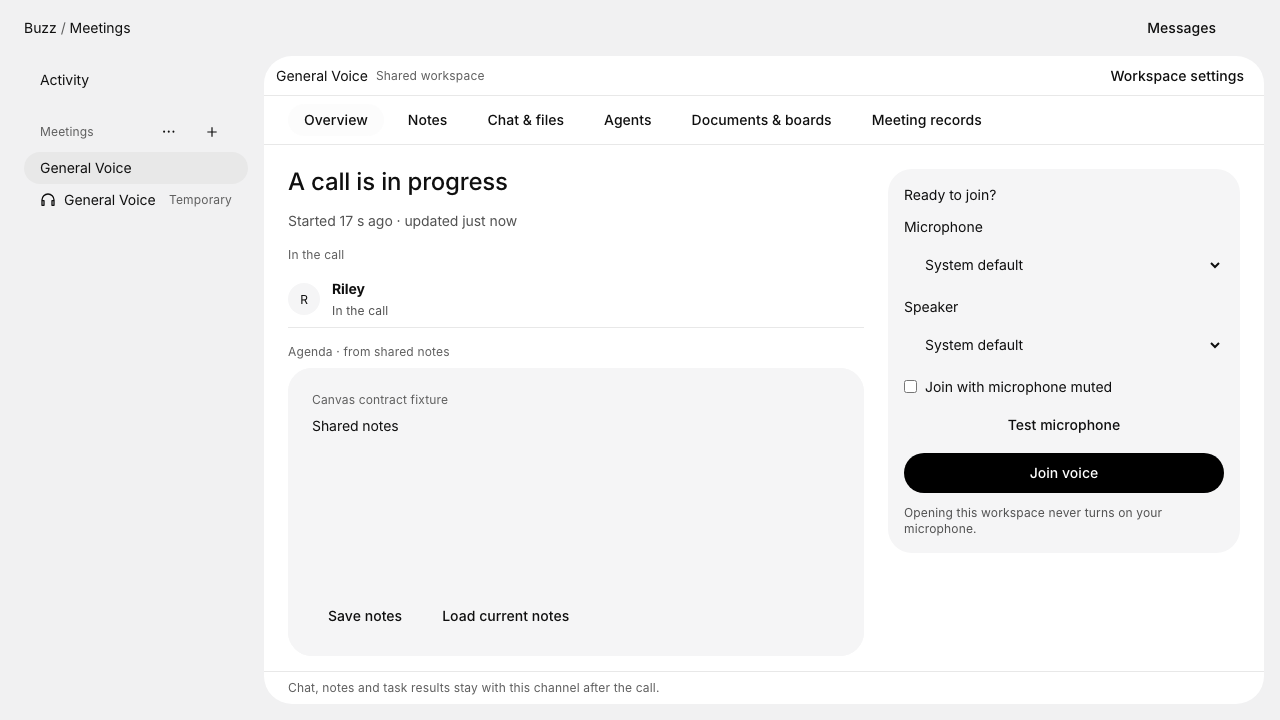 Buzz / Meetings
Messages
Activity
Meetings
General Voice
General Voice Temporary
General Voice Shared workspace
Workspace settings
Overview Notes Chat & files Agents Documents & boards Meeting records
A call is in progress
Started 17 s ago · updated just now
In the call
R
Riley
In the call
Agenda · from shared notes
Canvas contract fixture
Shared notes
Save notes Load current notes
Ready to join?
Microphone
System default
Speaker
System default
Join with microphone muted
Test microphone
Join voice
Opening this workspace never turns on your
microphone.
Chat, notes and task results stay with this channel after the call.